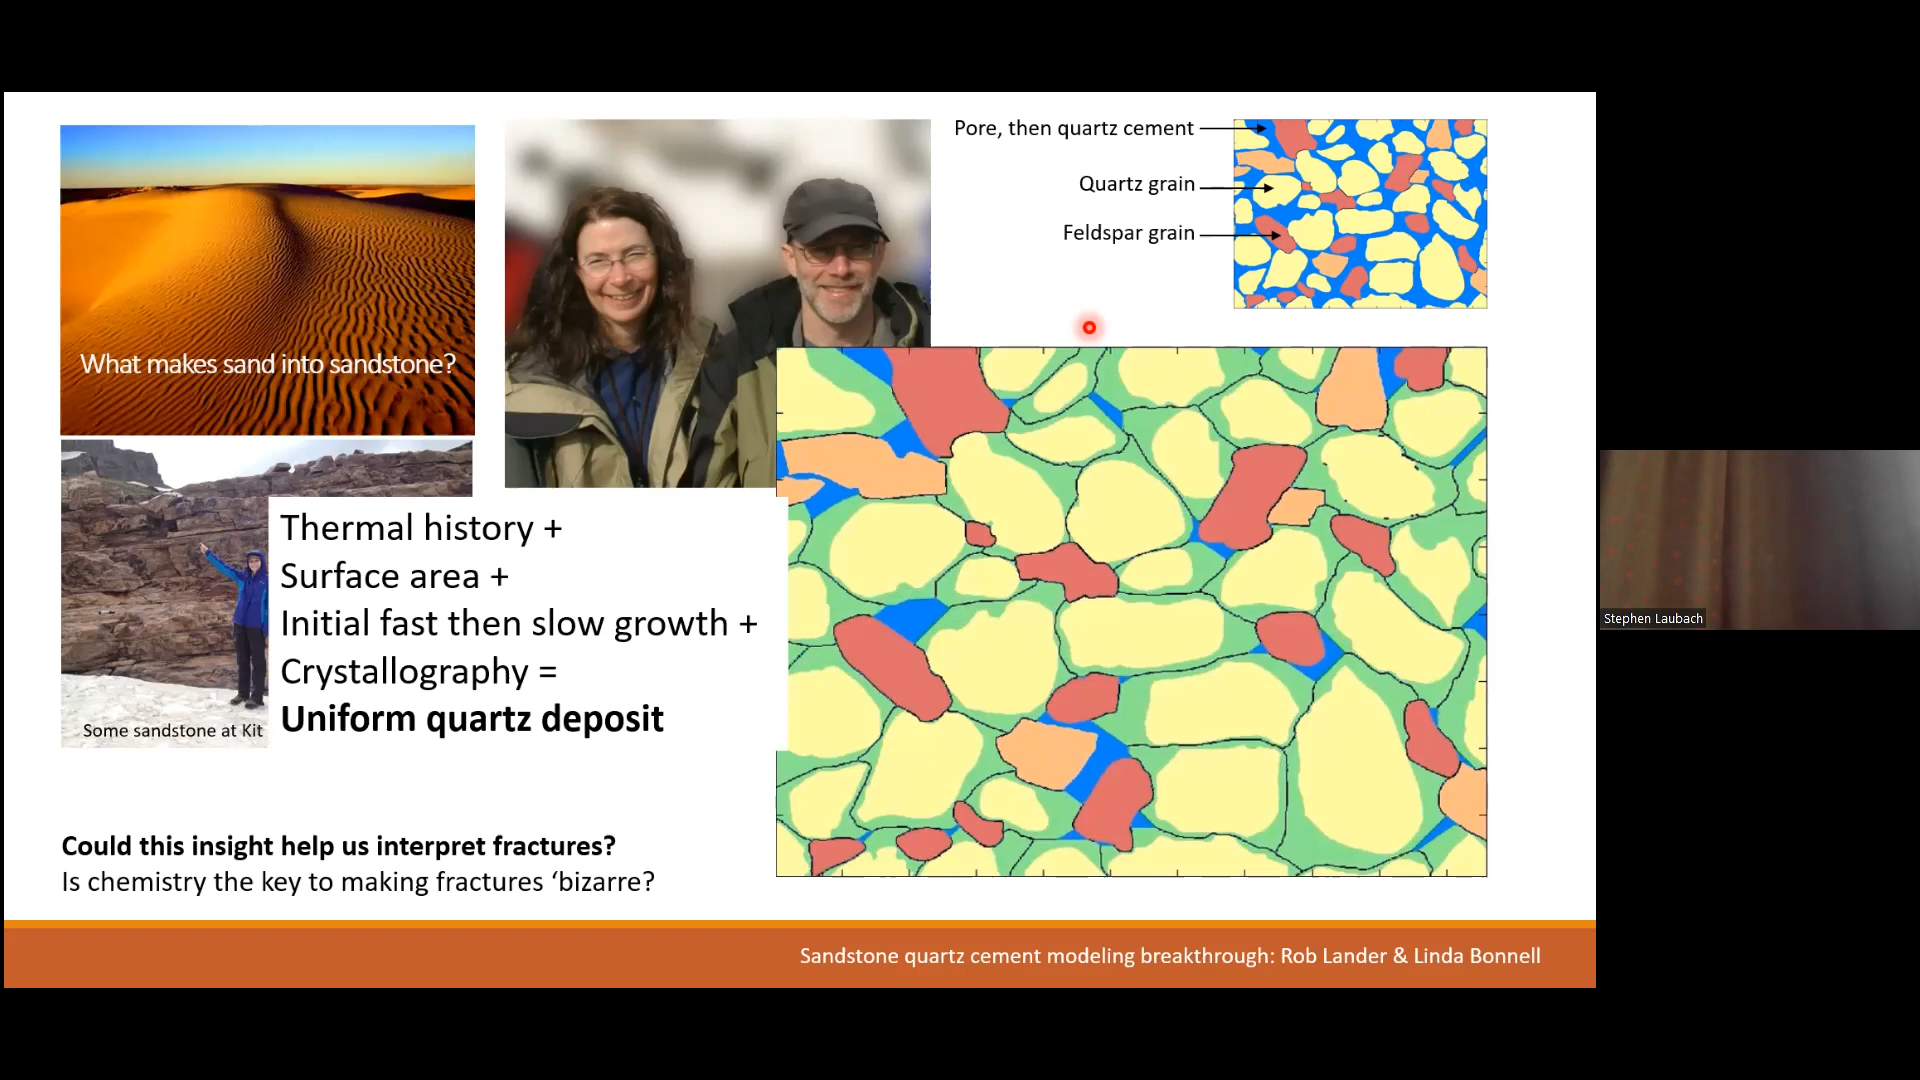 What makes sand into sandstone?
Some sandstone at Kit
Thermal history +
Surface area +
Initial fast then slow growth +
Crystallography =
Uniform quartz deposit
Pore, then quartz cement
Quartz grain
Feldspar grain
Could this insight help us interpret fractures?
Is chemistry the key to making fractures ‘bizarre?
Sandstone quartz cement modeling breakthrough: Rob Lander & Linda Bonnell
Stephen Laubach